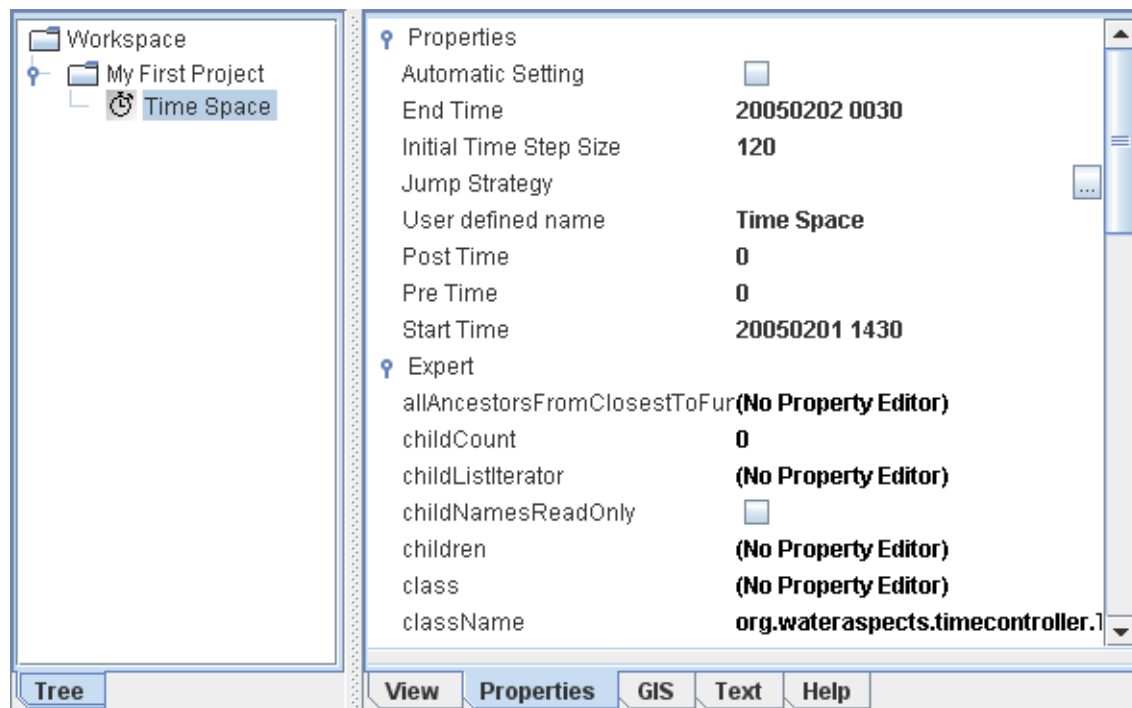 Workspace
My First Project
Time Space
Tree
Properties
Automatic Setting
End Time 20050202 0030
Initial Time Step Size 120
Jump Strategy ...
User defined name Time Space
Post Time 0
Pre Time 0
Start Time 20050201 1430
Expert
allAncestorsFromClosestToFur (No Property Editor)
childCount 0
childListIterator (No Property Editor)
childNamesReadOnly
children (No Property Editor)
class (No Property Editor)
className org.wateraspects.timecontroller.T
View Properties GIS Text Help